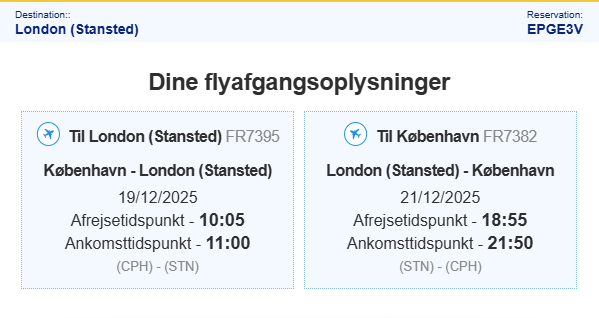 Destination::
London (Stansted)
Reservation:
EPGE3V
Dine flyafgangsoplysninger
Til London (Stansted) FR7395
København - London (Stansted)
19/12/2025
Afrejsetidspunkt - 10:05
Ankomsttidspunkt - 11:00
(CPH) - (STN)
Til København FR7382
London (Stansted) - København
21/12/2025
Afrejsetidspunkt - 18:55
Ankomsttidspunkt - 21:50
(STN) - (CPH)